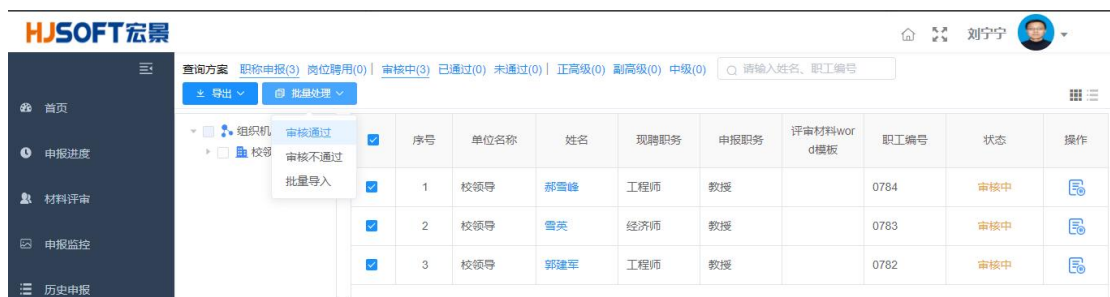 HJSOFT宏景
刘宁宁
查询方案 职称申报(3) 岗位聘用(0) | 审核中(3) 已通过(0) 未通过(0) | 正高级(0) 副高级(0) 中级(0) 请输入姓名、职工编号
导出 批量处理
首页
申报进度
材料评审
申报监控
历史申报
组织机
校领
审核通过
审核不通过
批量导入
序号 单位名称 姓名 现聘职务 申报职务 评审材料wor
d模板 职工编号 状态 操作
1 校领导 郝雪峰 工程师 教授 0784 审核中
2 校领导 雪英 经济师 教授 0783 审核中
3 校领导 郭建军 工程师 教授 0782 审核中